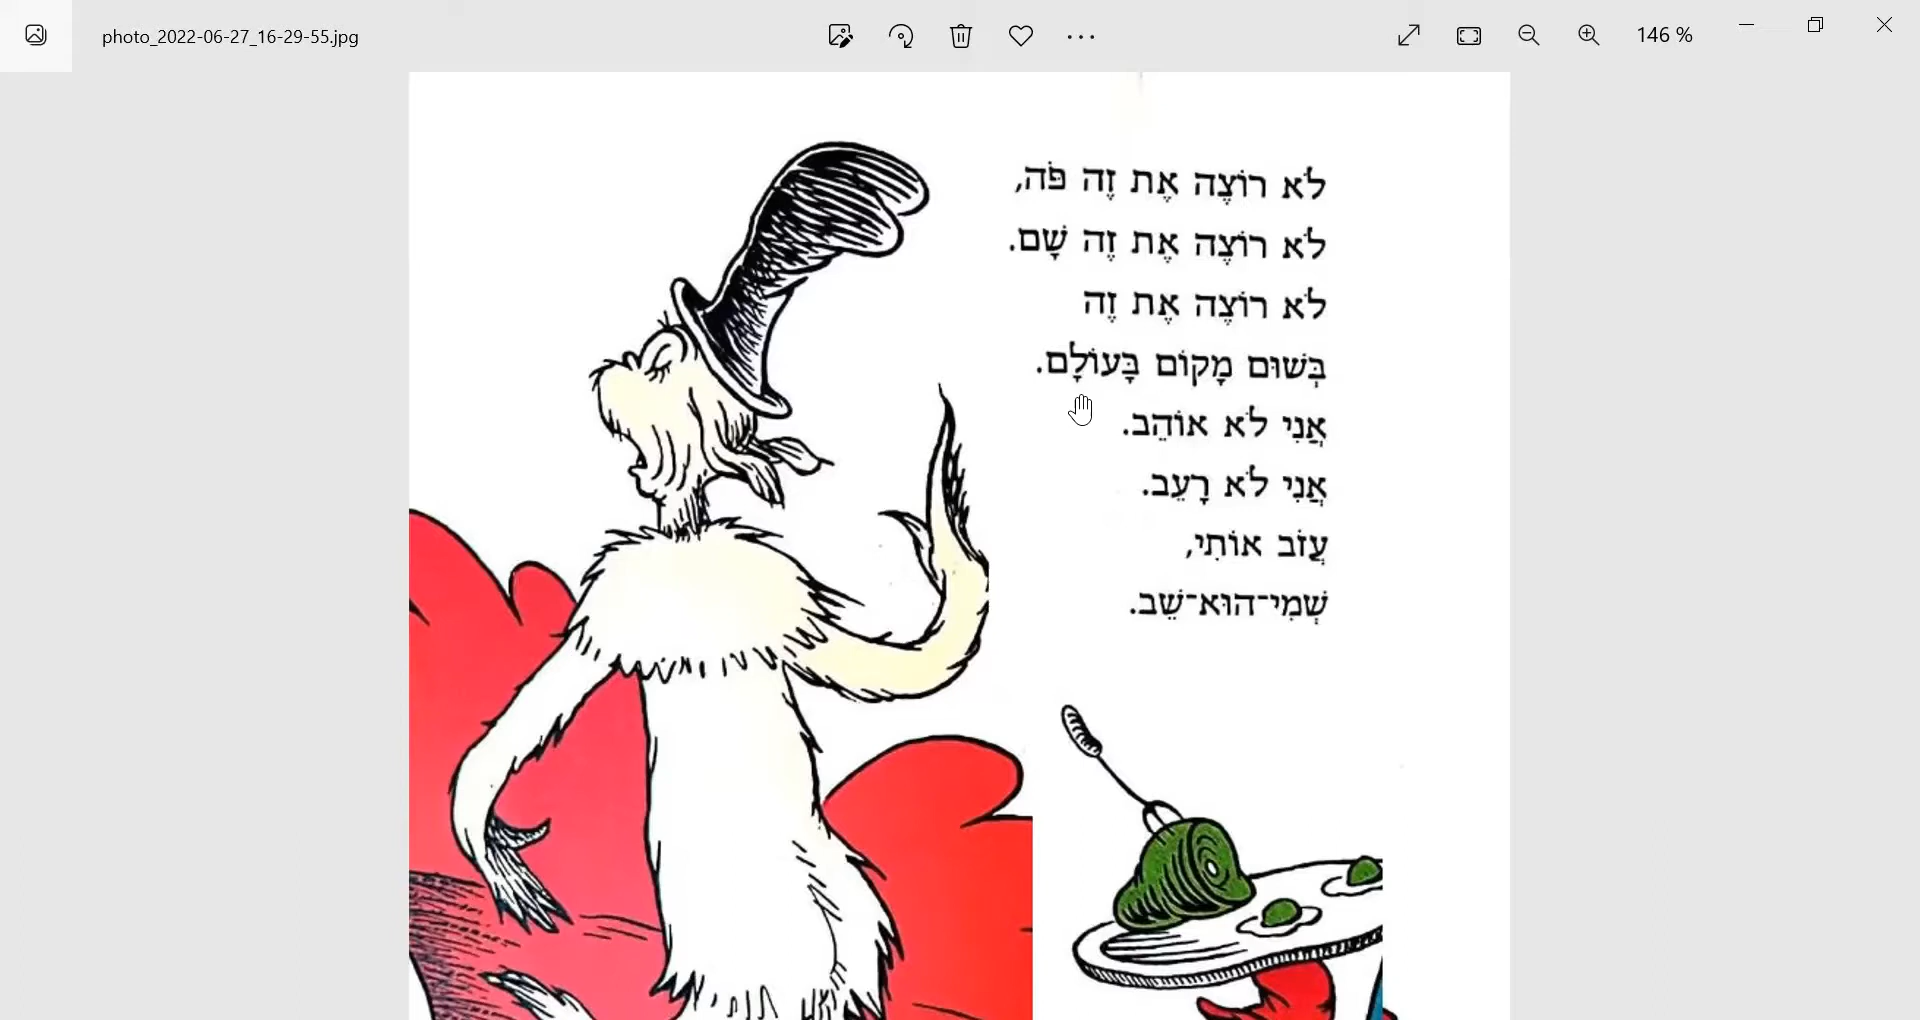 photo_2022-06-27_16-29-55.jpg
146 %
לֹא רוֹצֶה אֶת זֶה פֹּה,
לֹא רוֹצֶה אֶת זֶה שָׁם.
לֹא רוֹצֶה אֶת זֶה
בְּשׁוּם מָקוֹם בָּעוֹלָם.
אֲנִי לֹא אוֹהֵב.
אֲנִי לֹא רָעֵב.
עֲזֹב אוֹתִי,
שְׁמִי־הוּא־שֵׁב.